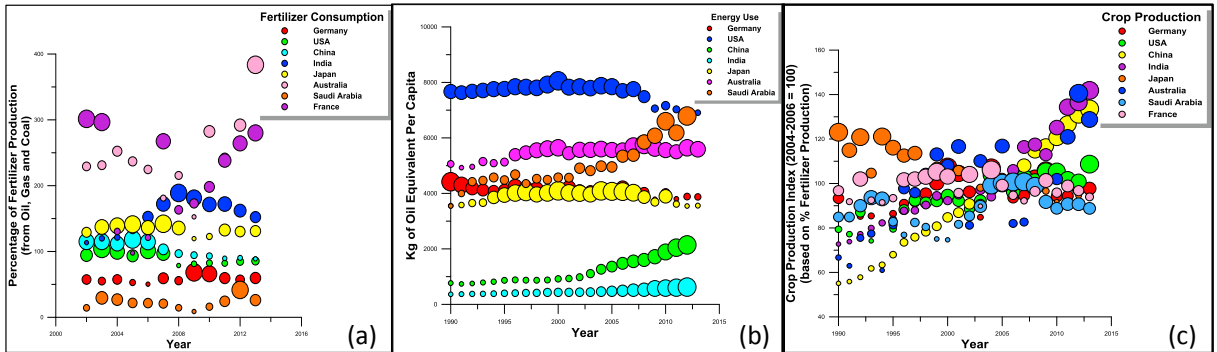 Fertilizer Consumption
Germany
USA
China
India
Japan
Australia
Saudi Arabia
France
Percentage of Fertilizer Production
(from Oil, Gas and Coal)
400
300
200
100
0
2000
2004
2008
2012
2016
Year
(a)
Energy Use
Germany
USA
China
India
Japan
Australia
Saudi Arabia
Kg of Oil Equivalent Per Capita
10000
8000
6000
4000
2000
0
1990
1995
2000
2005
2010
2015
Year
(b)
Crop Production
Germany
USA
China
India
Japan
Australia
Saudi Arabia
France
Crop Production Index (2004-2006 = 100)
(based on % Fertilizer Production)
160
140
120
100
80
60
40
1990
1995
2000
2005
2010
2015
Year
(c)